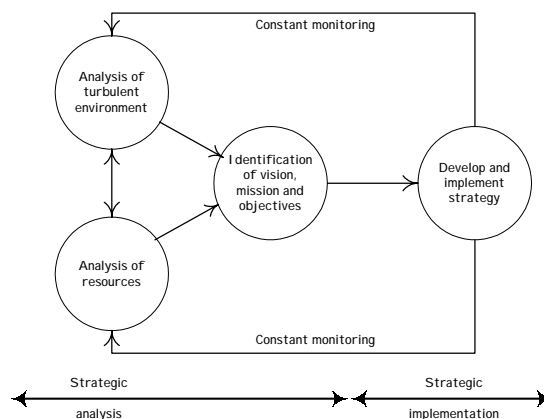 Constant monitoring
Analysis of
turbulent
environment
Identification
of vision,
mission and
objectives
Develop and
implement
strategy
Analysis of
resources
Constant monitoring
Strategic
analysis
Strategic
implementation